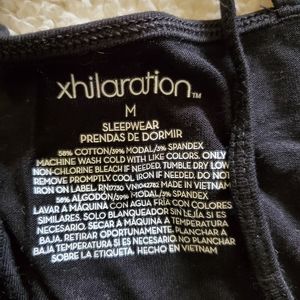 xhilaration™
M
SLEEPWEAR
PRENDAS DE DORMIR
58% COTTON/39% MODAL/3% SPANDEX
MACHINE WASH COLD WITH LIKE COLORS. ONLY
NON-CHLORINE BLEACH IF NEEDED. TUMBLE DRY LOW.
REMOVE PROMPTLY. COOL IRON IF NEEDED. DO NOT
IRON ON LABEL. RN17730 VN1042782 MADE IN VIETNAM
58% ALGODÓN/39% MODAL/3% SPANDEX
LAVAR A MÁQUINA CON AGUA FRÍA CON COLORES
SIMILARES. SOLO BLANQUEADOR SIN LEJÍA SI ES
NECESARIO. SECAR A MÁQUINA A TEMPERATURA
BAJA. RETIRAR OPORTUNAMENTE. PLANCHAR A
BAJA TEMPERATURA SI ES NECESARIO. NO PLANCHAR
SOBRE LA ETIQUETA. HECHO EN VIETNAM